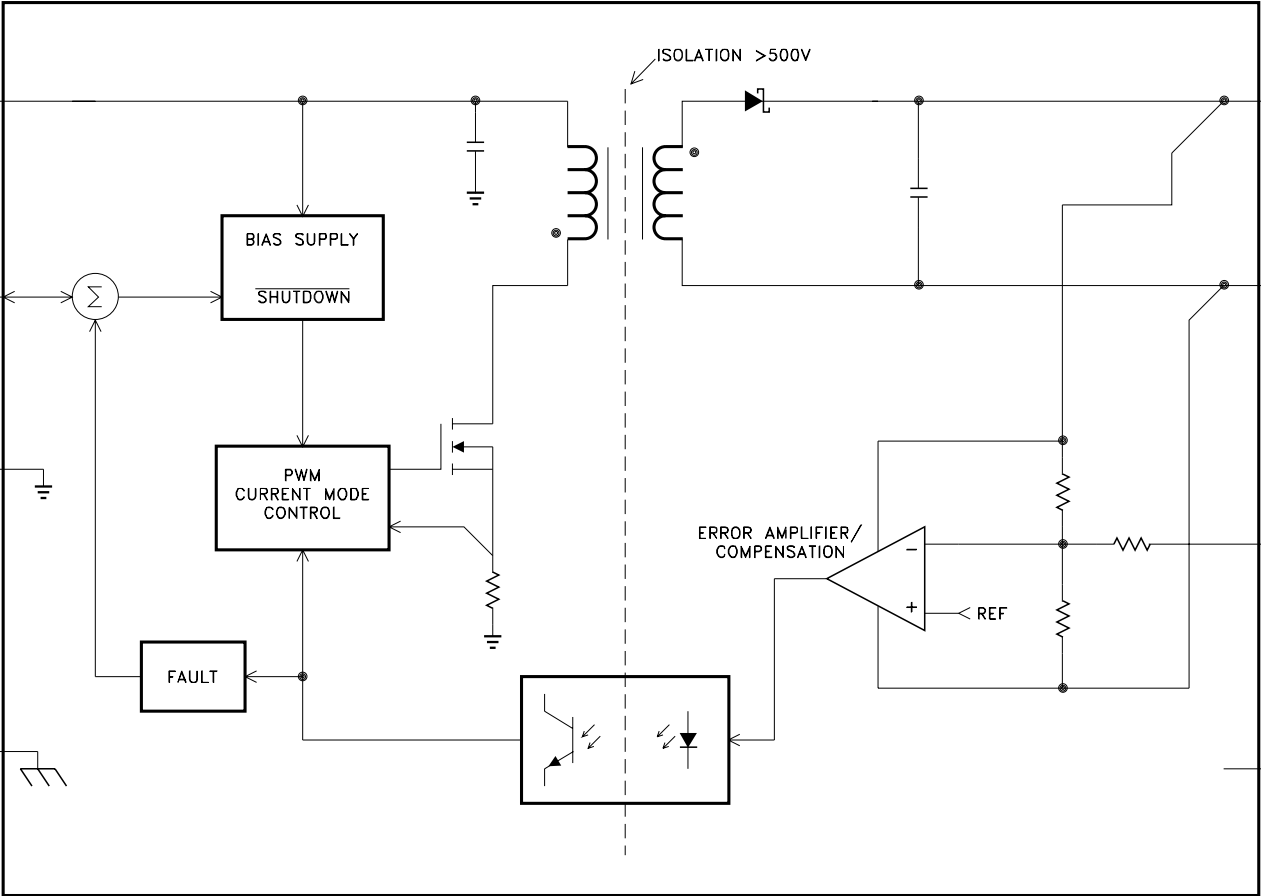 ISOLATION >500V
BIAS SUPPLY
SHUTDOWN
Σ
PWM
CURRENT MODE
CONTROL
ERROR AMPLIFIER/
COMPENSATION
−
+
REF
FAULT